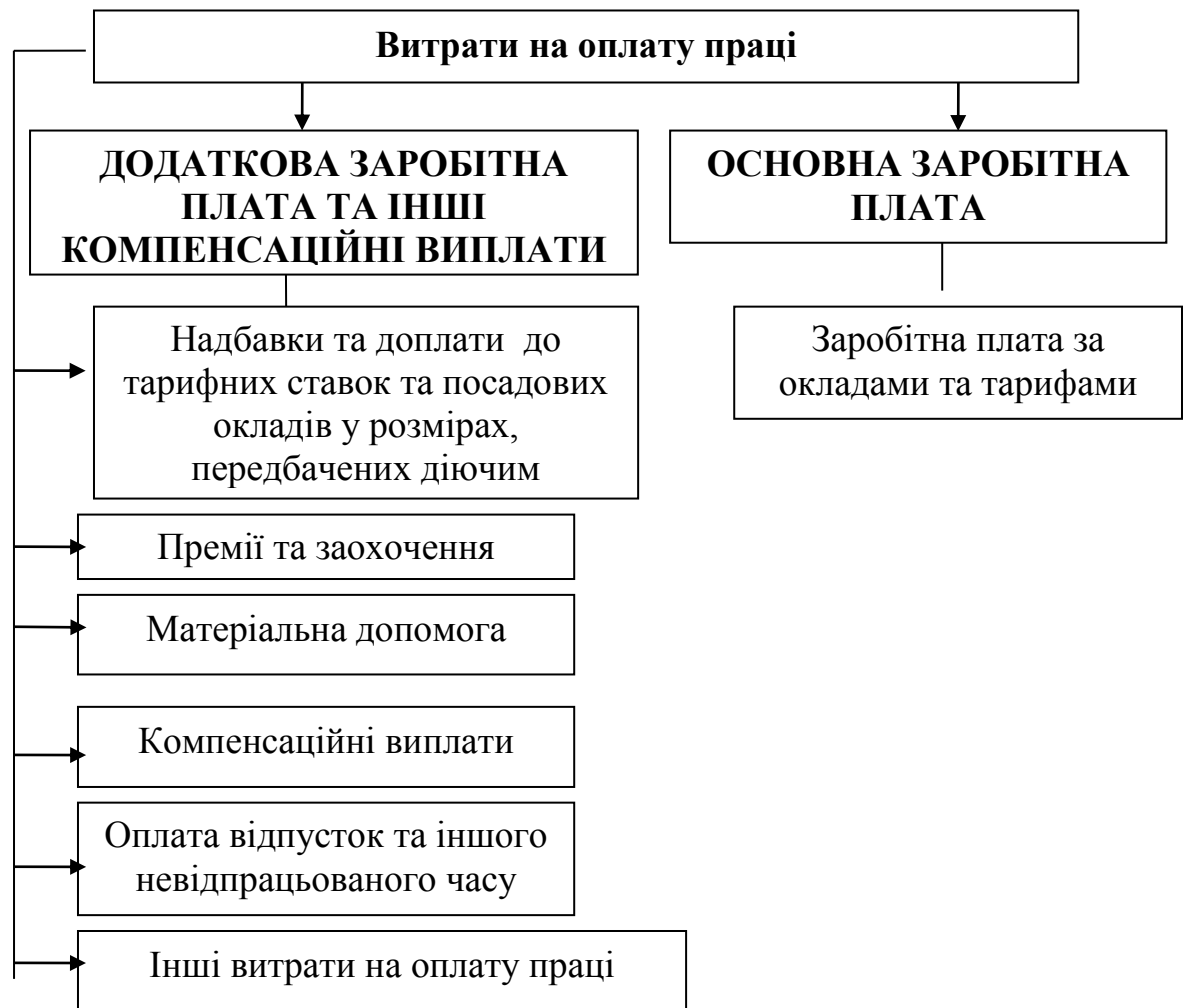 Витрати на оплату праці
ДОДАТКОВА ЗАРОБІТНА
ПЛАТА ТА ІНШІ
КОМПЕНСАЦІЙНІ ВИПЛАТИ
ОСНОВНА ЗАРОБІТНА
ПЛАТА
Надбавки та доплати до
тарифних ставок та посадових
окладів у розмірах,
передбачених діючим
Заробітна плата за
окладами та тарифами
Премії та заохочення
Матеріальна допомога
Компенсаційні виплати
Оплата відпусток та іншого
невідпрацьованого часу
Інші витрати на оплату праці